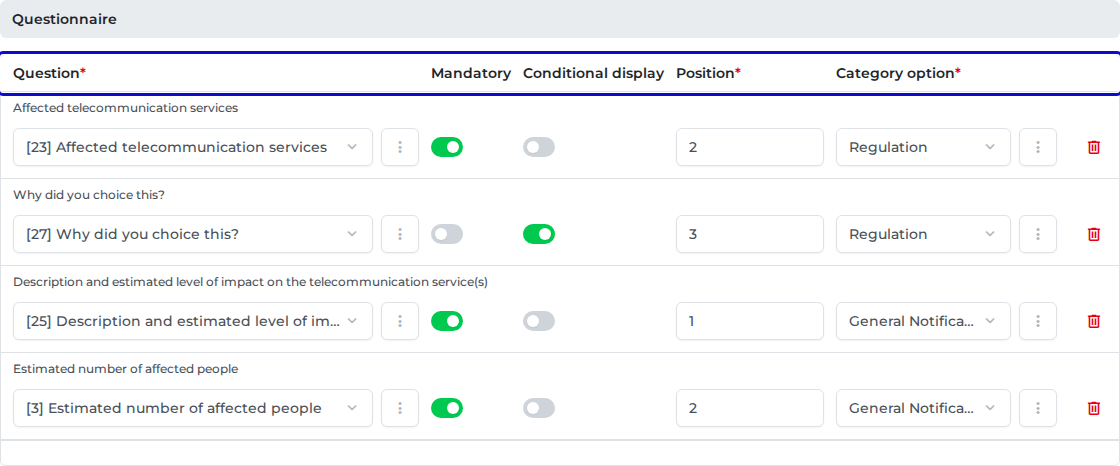 Questionnaire
Question* Mandatory Conditional display Position* Category option*
Affected telecommunication services
[23] Affected telecommunication services 2 Regulation
Why did you choice this?
[27] Why did you choice this? 3 Regulation
Description and estimated level of impact on the telecommunication service(s)
[25] Description and estimated level of im... 1 General Notifica...
Estimated number of affected people
[3] Estimated number of affected people 2 General Notifica...